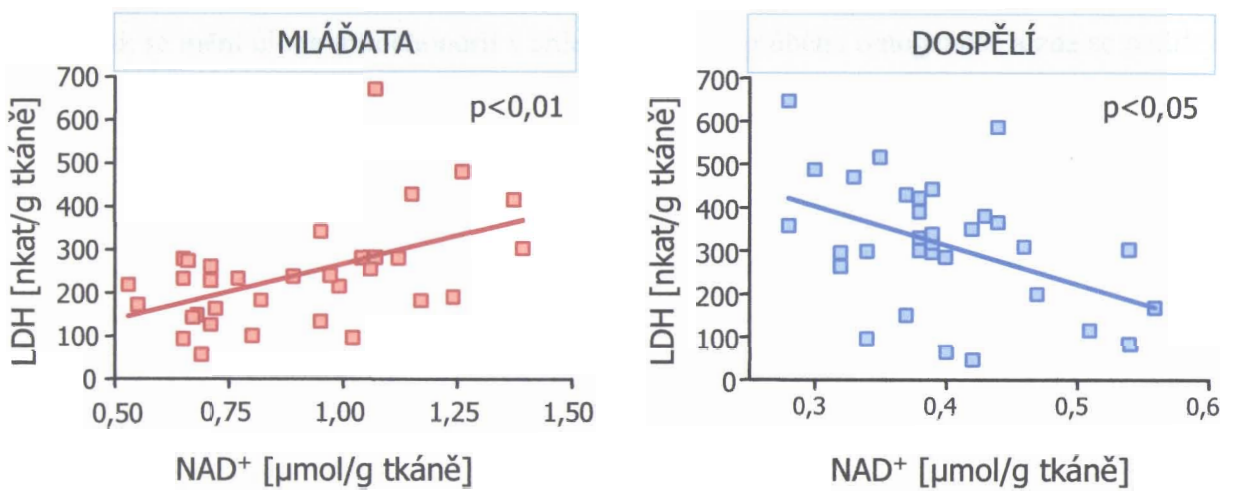 MLÁĎATA
p<0,01
LDH [nkat/g tkáně]
700
600
500
400
300
200
100
0
0,50 0,75 1,00 1,25 1,50
NAD⁺ [µmol/g tkáně]
DOSPĚLÍ
p<0,05
LDH [nkat/g tkáně]
700
600
500
400
300
200
100
0
0,3 0,4 0,5 0,6
NAD⁺ [µmol/g tkáně]